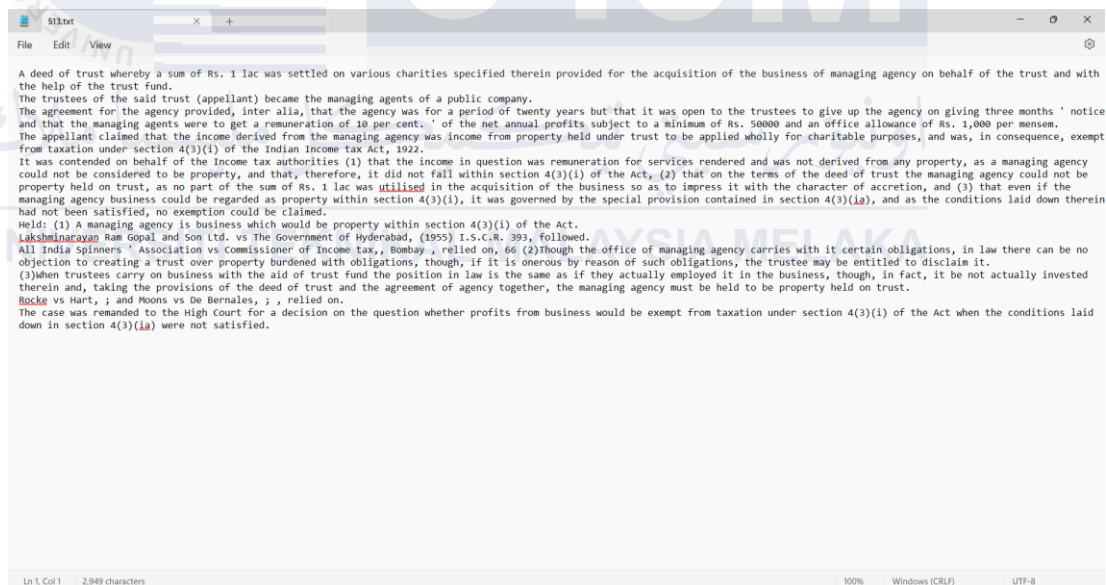 513.txt
File Edit View
A deed of trust whereby a sum of Rs. 1 lac was settled on various charities specified therein provided for the acquisition of the business of managing agency on behalf of the trust and with
the help of the trust fund.
The trustees of the said trust (appellant) became the managing agents of a public company.
The agreement for the agency provided, inter alia, that the agency was for a period of twenty years but that it was open to the trustees to give up the agency on giving three months ' notice
and that the managing agents were to get a remuneration of 10 per cent. ' of the net annual profits subject to a minimum of Rs. 50000 and an office allowance of Rs. 1,000 per mensem.
The appellant claimed that the income derived from the managing agency was income from property held under trust to be applied wholly for charitable purposes, and was, in consequence, exempt
from taxation under section 4(3)(i) of the Indian Income tax Act, 1922.
It was contended on behalf of the Income tax authorities (1) that the income in question was remuneration for services rendered and was not derived from any property, as a managing agency
could not be considered to be property, and that, therefore, it did not fall within section 4(3)(i) of the Act, (2) that on the terms of the deed of trust the managing agency could not be
property held on trust, as no part of the sum of Rs. 1 lac was utilised in the acquisition of the business so as to impress it with the character of accretion, and (3) that even if the
managing agency business could be regarded as property within section 4(3)(i), it was governed by the special provision contained in section 4(3)(ia), and as the conditions laid down therein
had not been satisfied, no exemption could be claimed.
Held: (1) A managing agency is business which would be property within section 4(3)(i) of the Act.
Lakshminarayan Ram Gopal and Son Ltd. vs The Government of Hyderabad, (1955) I.S.C.R. 393, followed.
All India Spinners ' Association vs Commissioner of Income tax,, Bombay , relied on, 66 (2)Though the office of managing agency carries with it certain obligations, in law there can be no
objection to creating a trust over property burdened with obligations, though, if it is onerous by reason of such obligations, the trustee may be entitled to disclaim it.
(3)When trustees carry on business with the aid of trust fund the position in law is the same as if they actually employed it in the business, though, in fact, it be not actually invested
therein and, taking the provisions of the deed of trust and the agreement of agency together, the managing agency must be held to be property held on trust.
Rocke vs Hart, ; and Moons vs De Bernales, ; , relied on.
The case was remanded to the High Court for a decision on the question whether profits from business would be exempt from taxation under section 4(3)(i) of the Act when the conditions laid
down in section 4(3)(ia) were not satisfied.
Ln 1, Col 1 2,949 characters 100% Windows (CRLF) UTF-8